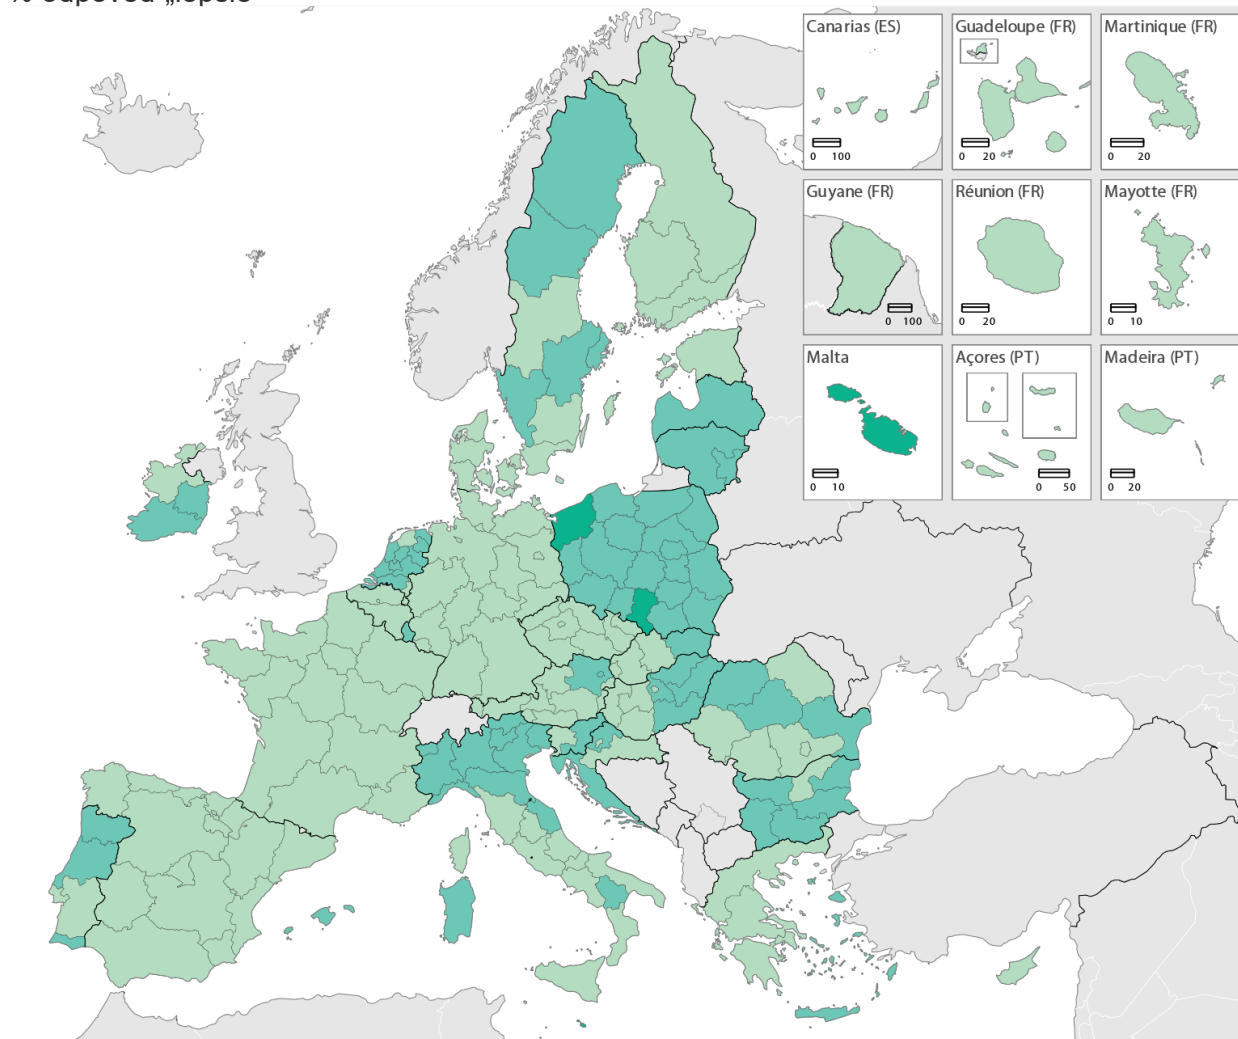 Canarias (ES)
0 100
Guadeloupe (FR)
0 20
Martinique (FR)
0 20
Guyane (FR)
0 100
Réunion (FR)
0 20
Mayotte (FR)
0 10
Malta
0 10
Açores (PT)
0 50
Madeira (PT)
0 20